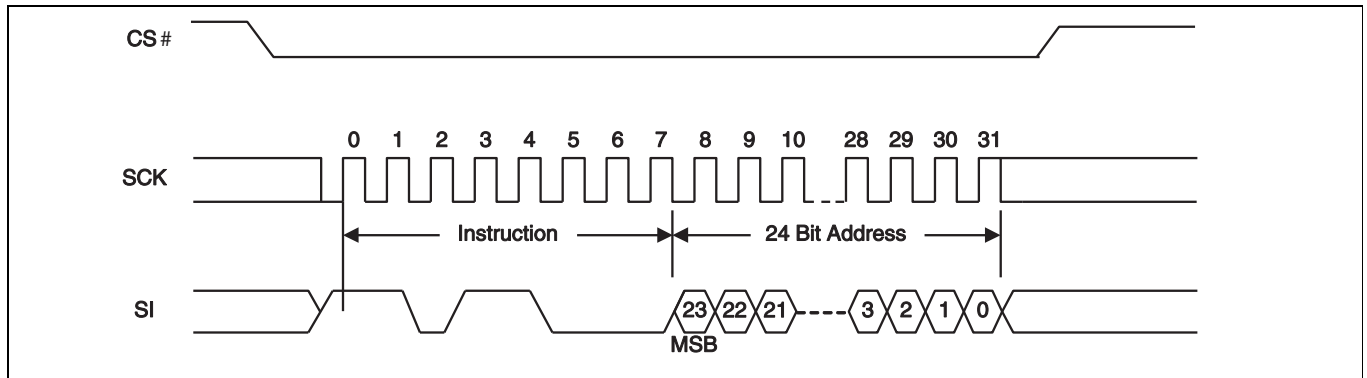 CS#
0 1 2 3 4 5 6 7 8 9 10 28 29 30 31
SCK
Instruction 24 Bit Address
SI 23 22 21 3 2 1 0
MSB